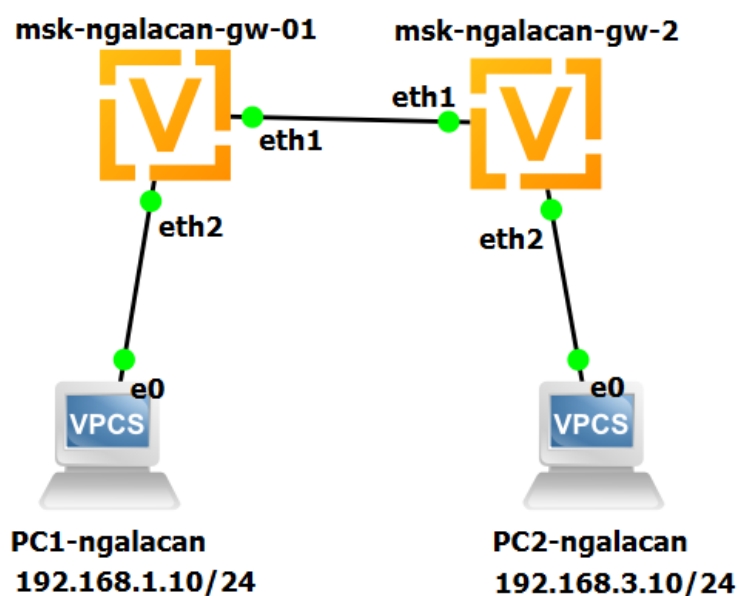 msk-ngalacan-gw-01
msk-ngalacan-gw-2
V
V
eth1
eth1
eth2
eth2
e0
e0
VPCS
VPCS
PC1-ngalacan
192.168.1.10/24
PC2-ngalacan
192.168.3.10/24